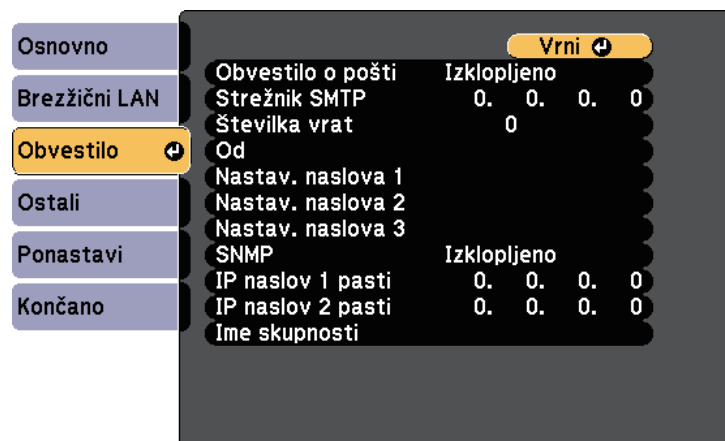 Osnovno
Brezžični LAN
Obvestilo
Ostali
Ponastavi
Končano
Vrni
Obvestilo o pošti Izklopljeno
Strežnik SMTP 0. 0. 0. 0
Številka vrat 0
Od
Nastav. naslova 1
Nastav. naslova 2
Nastav. naslova 3
SNMP Izklopljeno
IP naslov 1 pasti 0. 0. 0. 0
IP naslov 2 pasti 0. 0. 0. 0
Ime skupnosti